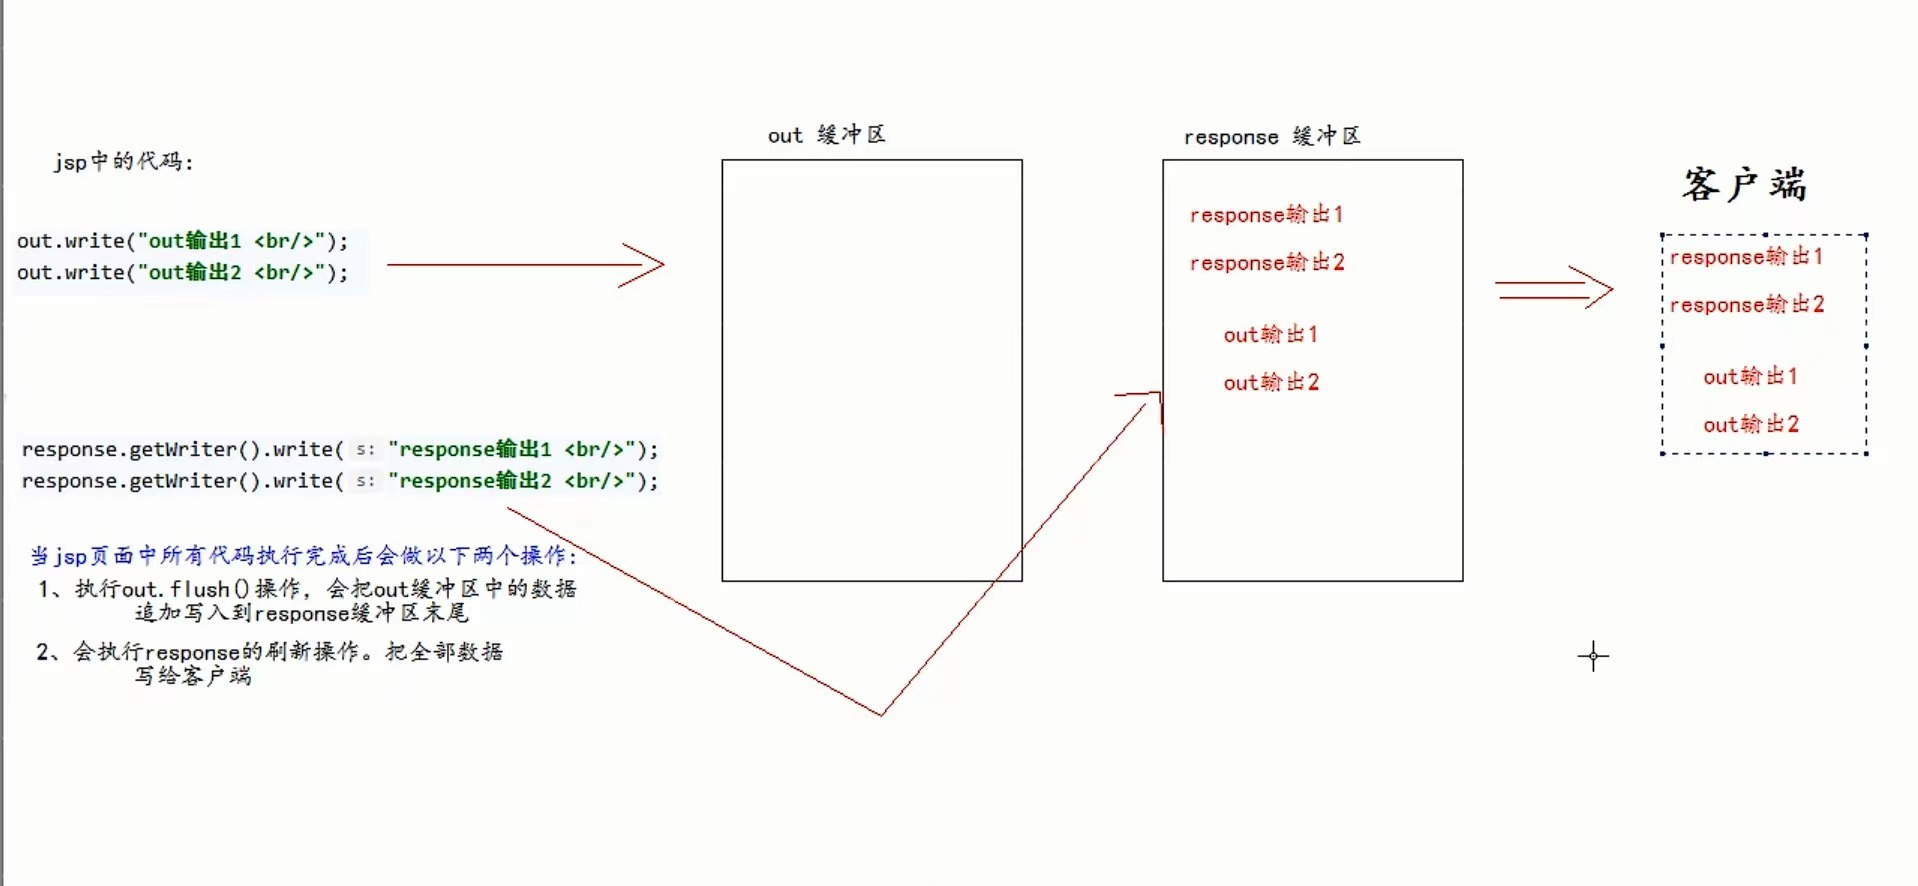 jsp中的代码:
out.write("out输出1 <br/>");
out.write("out输出2 <br/>");
response.getWriter().write( s: "response输出1 <br/>");
response.getWriter().write( s: "response输出2 <br/>");
当jsp页面中所有代码执行完成后会做以下两个操作:
1、执行out.flush()操作, 会把out缓冲区中的数据
追加写入到response缓冲区末尾
2、会执行response的刷新操作。把全部数据
写给客户端
out 缓冲区
response 缓冲区
response输出1
response输出2
out输出1
out输出2
客户端
response输出1
response输出2
out输出1
out输出2